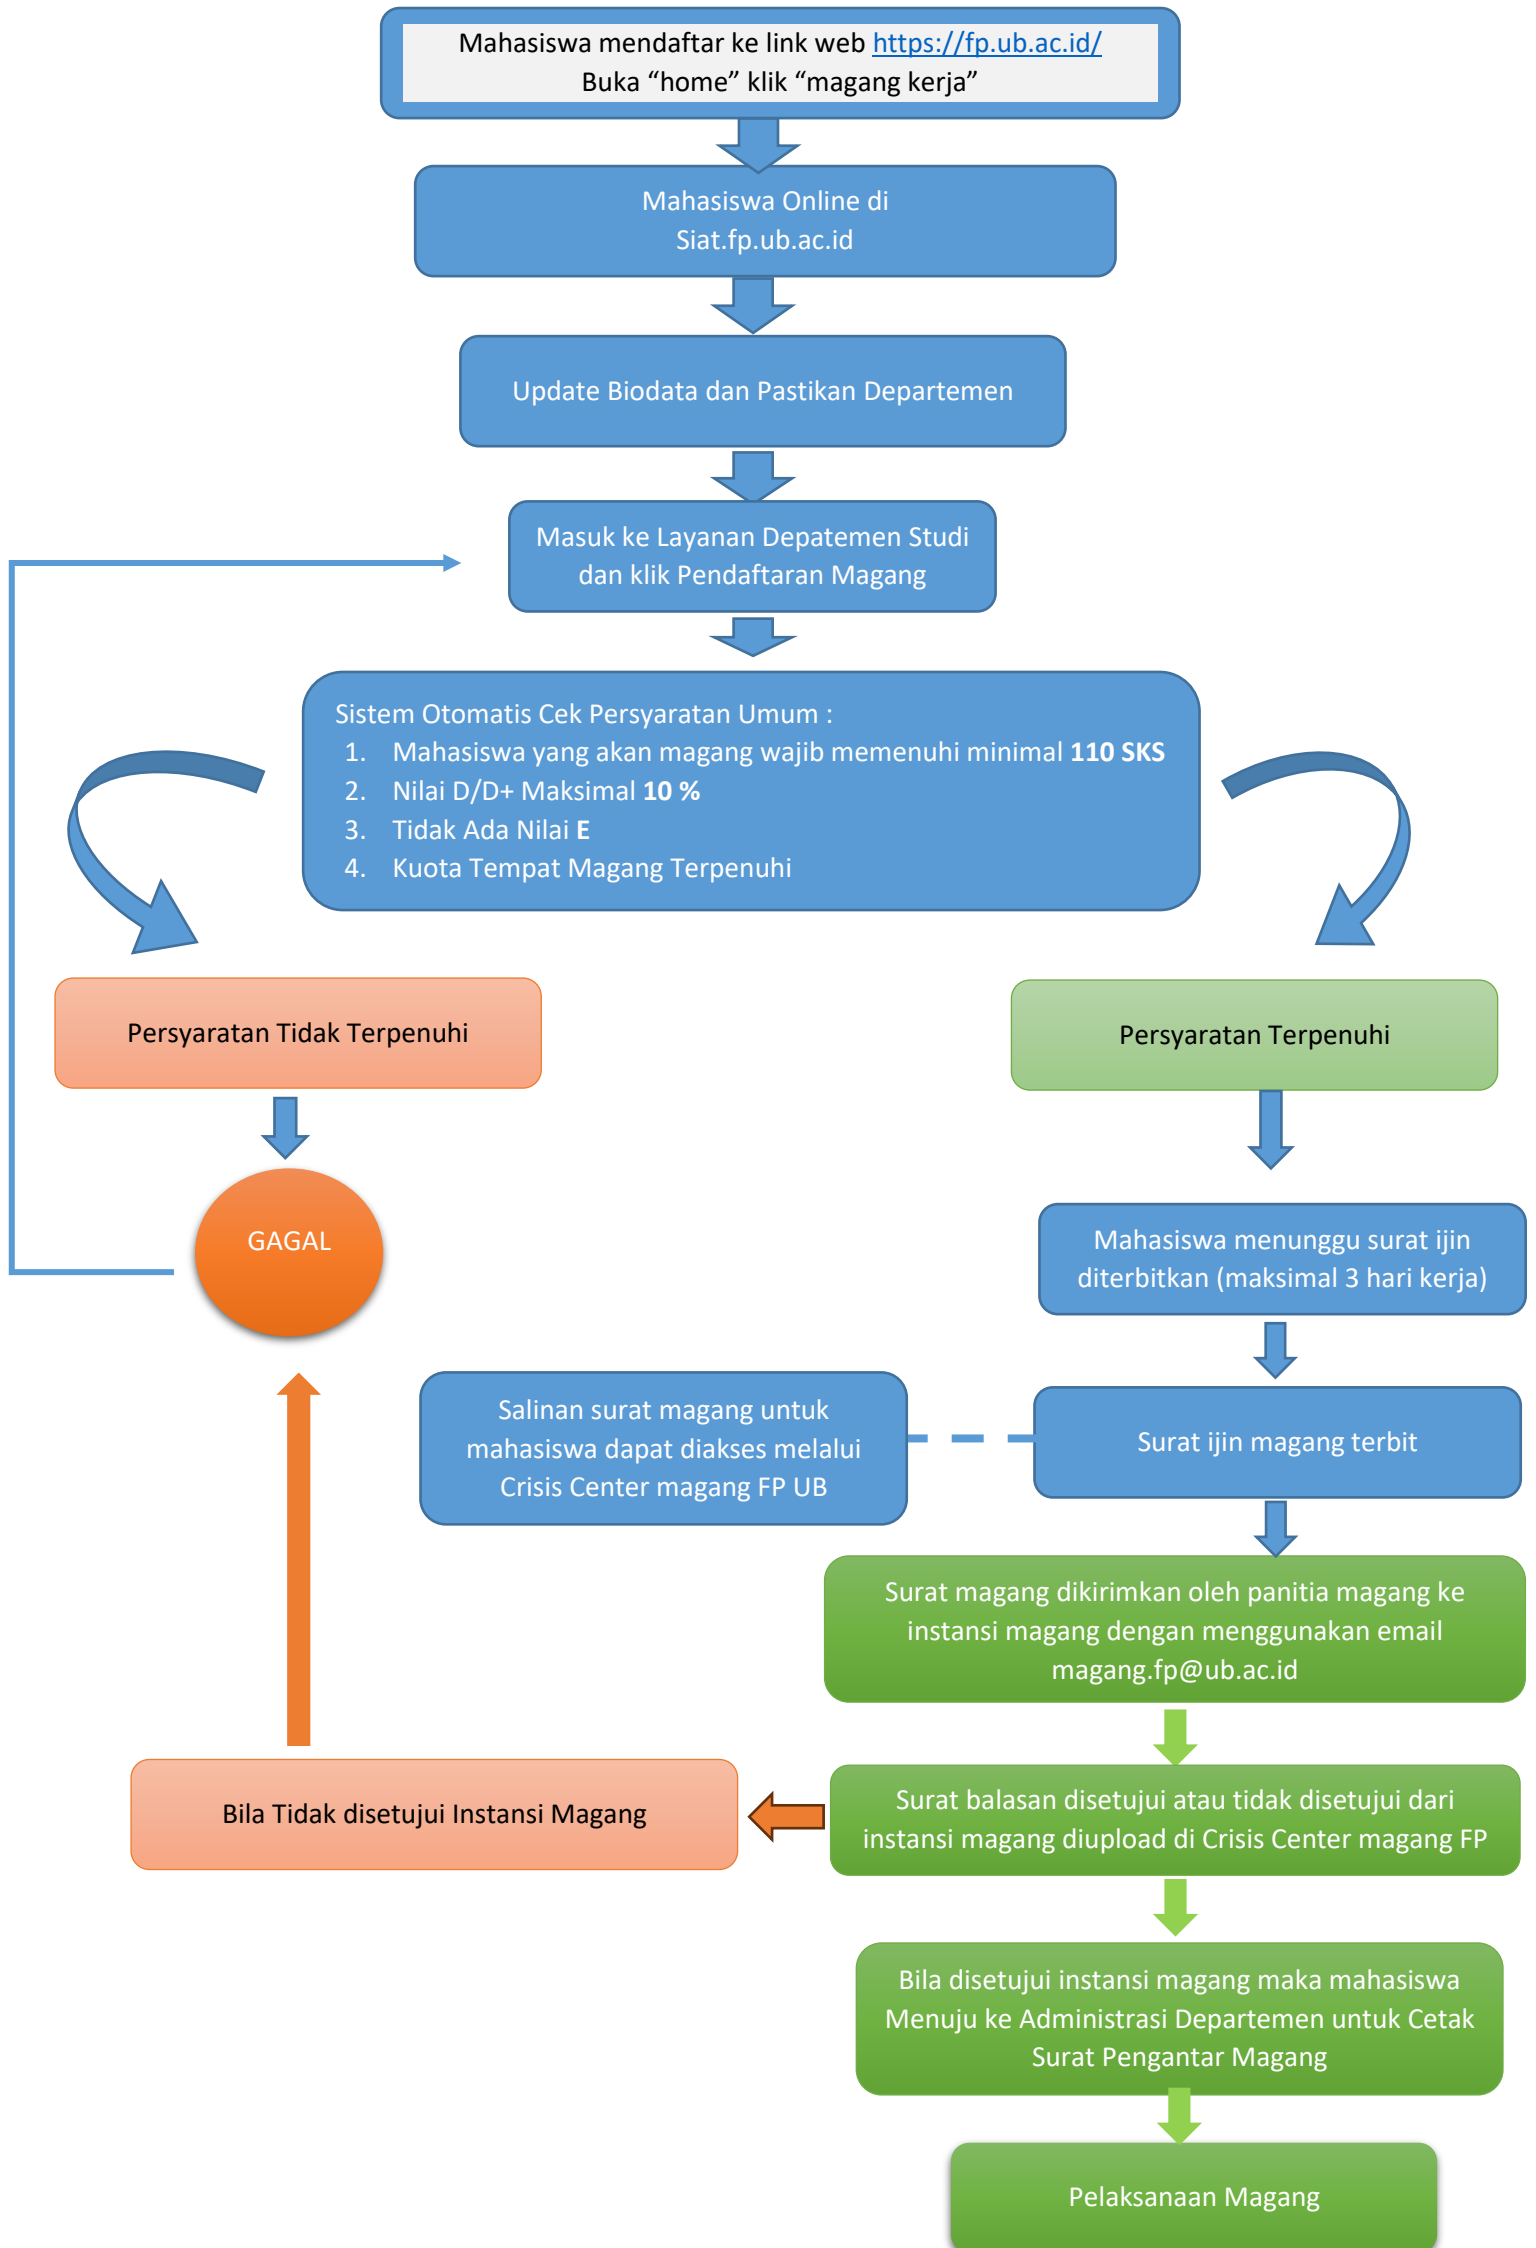 Mahasiswa mendaftar ke link web https://fp.ub.ac.id/
Buka “home” klik “magang kerja”
Mahasiswa Online di
Siat.fp.ub.ac.id
Update Biodata dan Pastikan Departemen
Masuk ke Layanan Depatemen Studi
dan klik Pendaftaran Magang
Sistem Otomatis Cek Persyaratan Umum :
1. Mahasiswa yang akan magang wajib memenuhi minimal 110 SKS
2. Nilai D/D+ Maksimal 10 %
3. Tidak Ada Nilai E
4. Kuota Tempat Magang Terpenuhi
Persyaratan Tidak Terpenuhi
Persyaratan Terpenuhi
GAGAL
Mahasiswa menunggu surat ijin
diterbitkan (maksimal 3 hari kerja)
Salinan surat magang untuk
mahasiswa dapat diakses melalui
Crisis Center magang FP UB
Surat ijin magang terbit
Surat magang dikirimkan oleh panitia magang ke
instansi magang dengan menggunakan email
magang.fp@ub.ac.id
Bila Tidak disetujui Instansi Magang
Surat balasan disetujui atau tidak disetujui dari
instansi magang diupload di Crisis Center magang FP
Bila disetujui instansi magang maka mahasiswa
Menuju ke Administrasi Departemen untuk Cetak
Surat Pengantar Magang
Pelaksanaan Magang